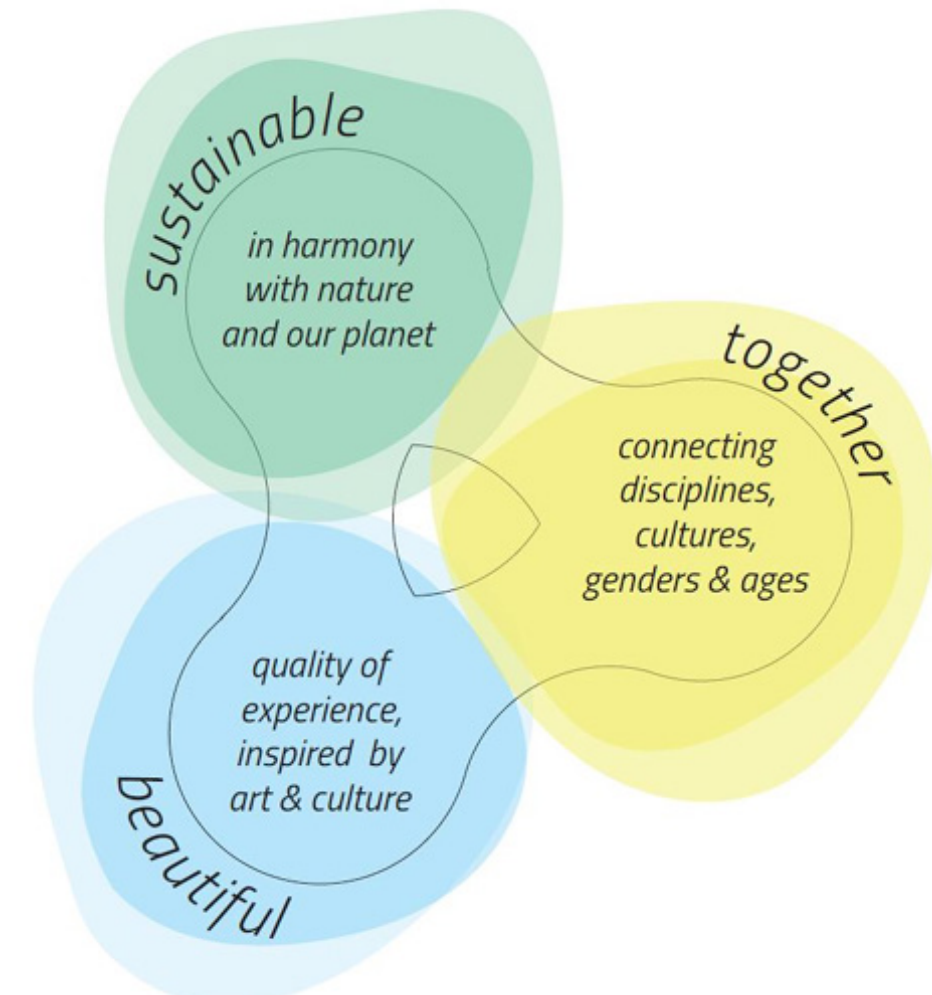 sustainable
in harmony
with nature
and our planet
together
connecting
disciplines,
cultures,
genders & ages
quality of
experience,
inspired by
art & culture
beautiful